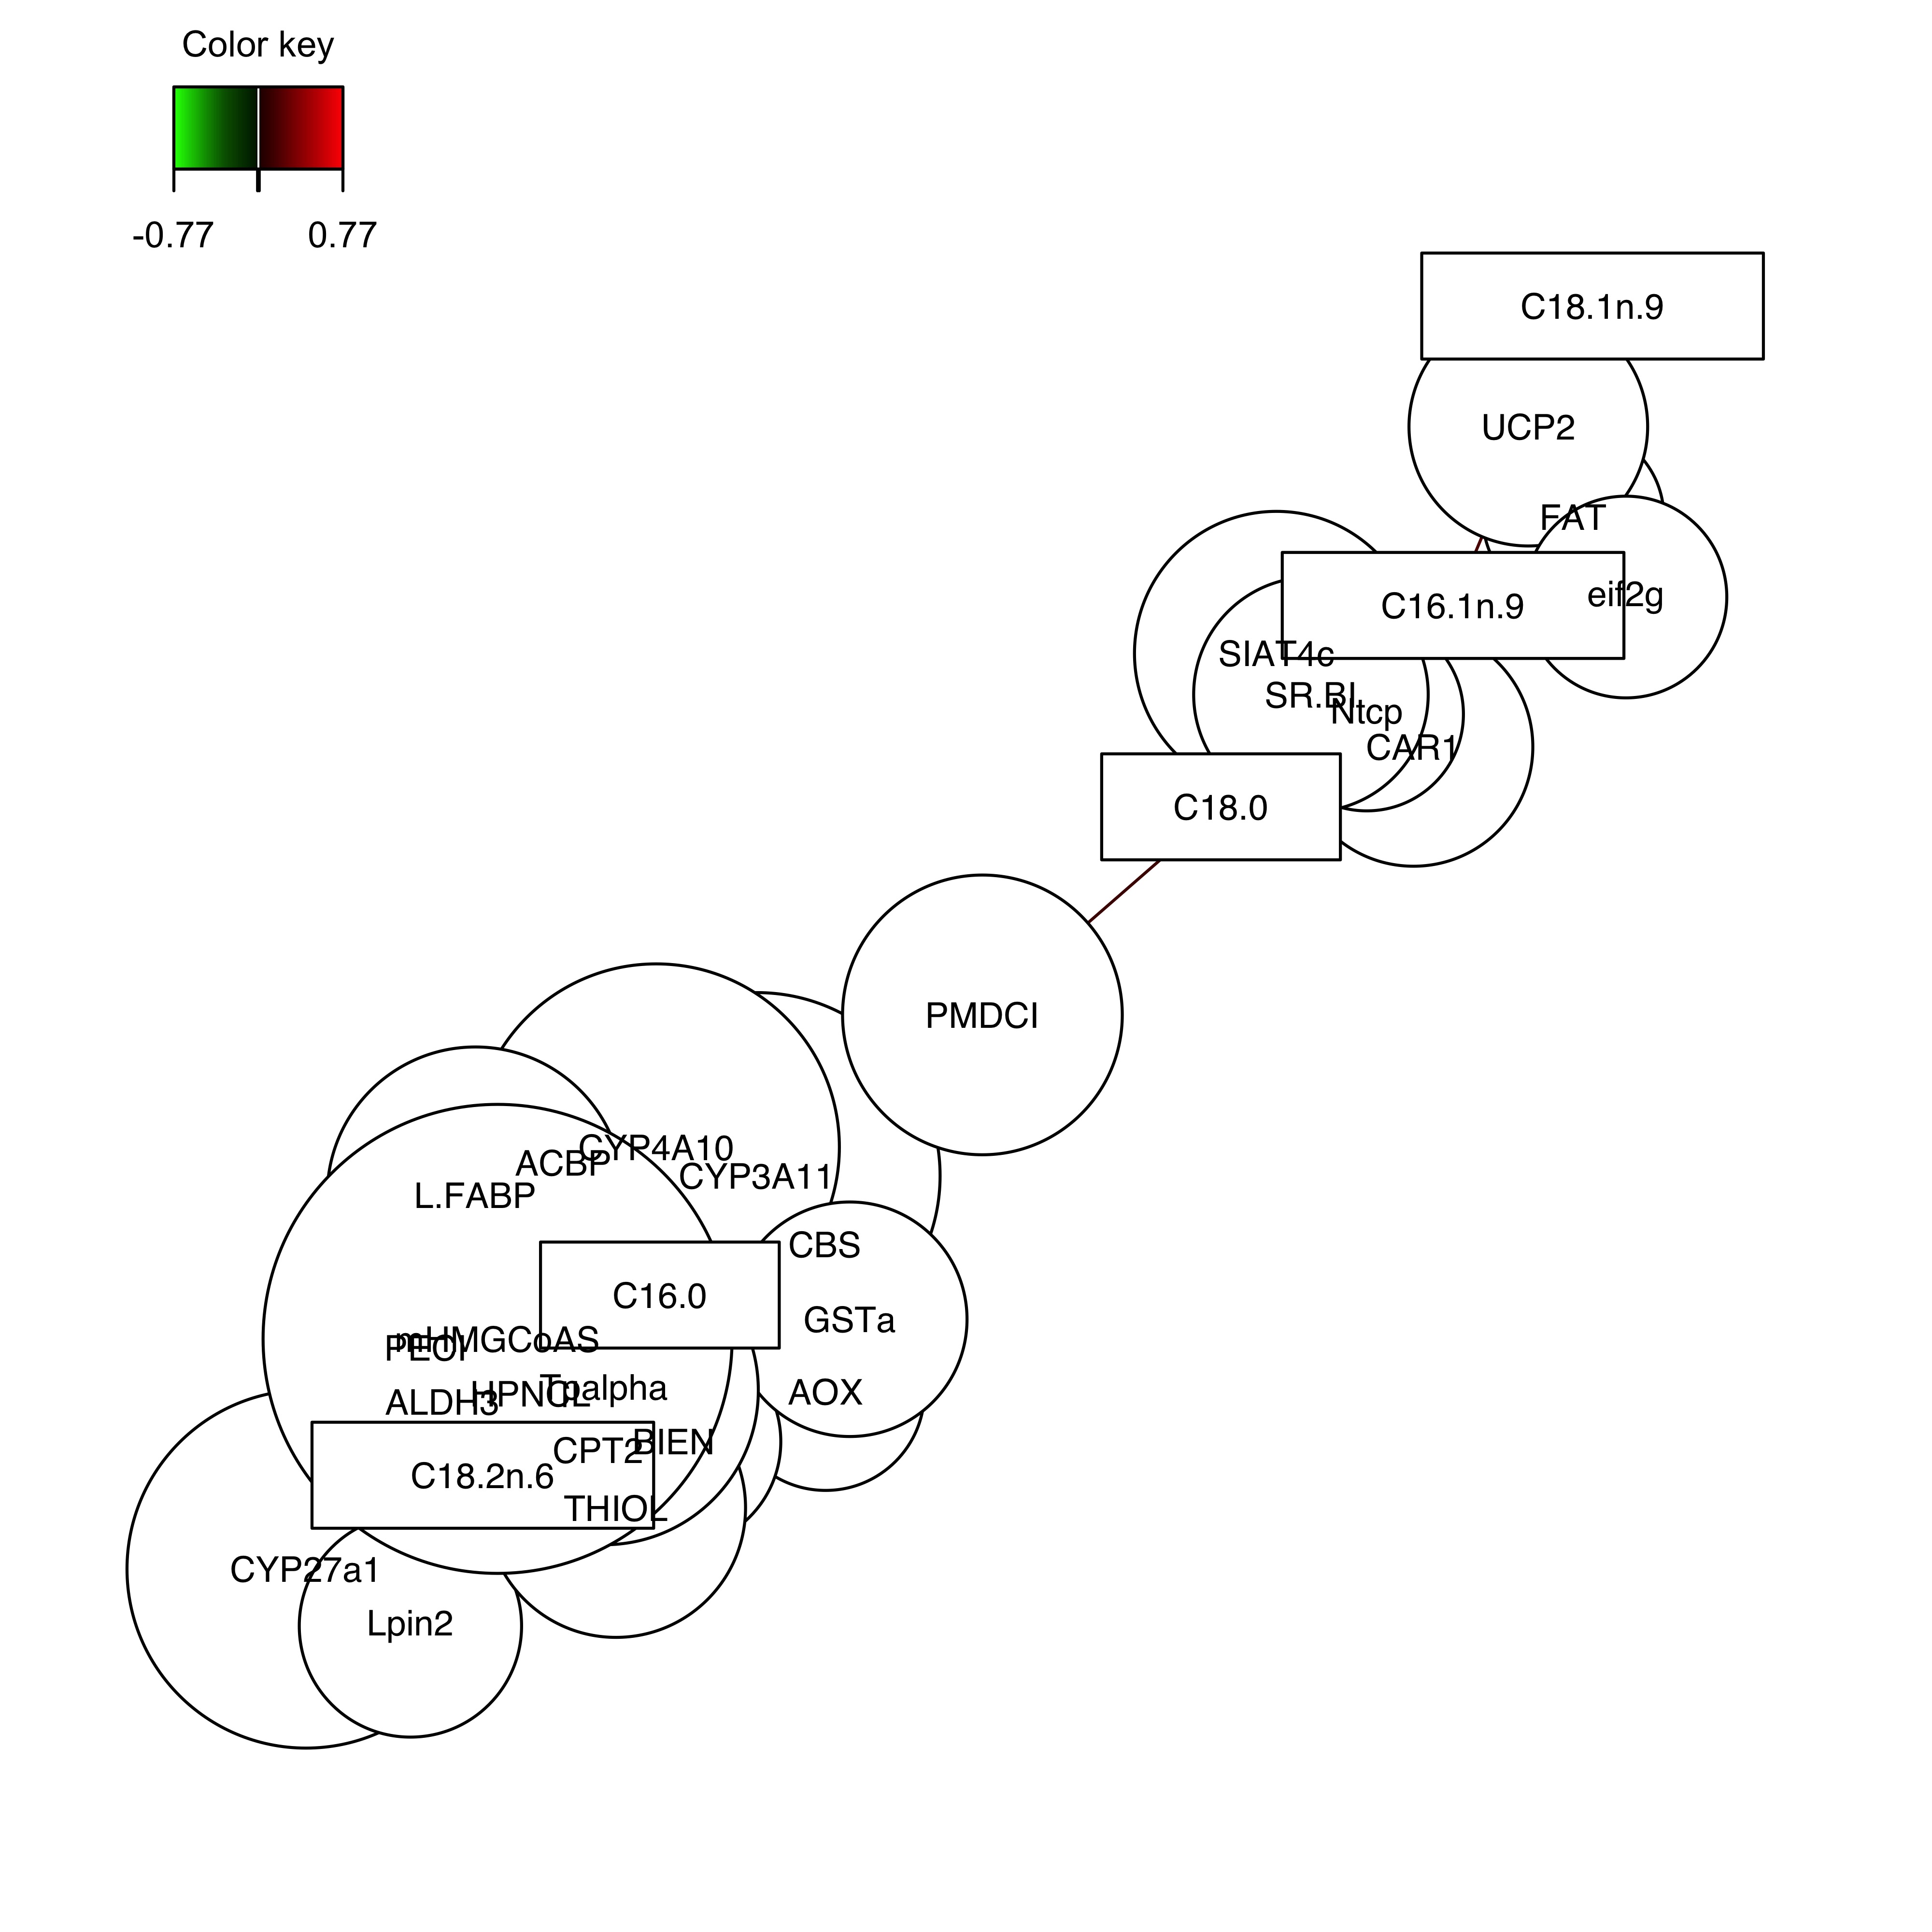 Color key
-0.77 0.77
C18.1n.9
UCP2
FAT
eif2g
C16.1n.9
SIAT4c
SR.BI
Ntcp
CAR1
C18.0
PMDCI
CYP4A10
ACBP
CYP3A11
L.FABP
CBS
C16.0
GSTa
mHMGCoAS
PECI
Tpalpha
HPNCL
AOX
ALDH3
BIEN
CPT2
C18.2n.6
THIOL
CYP27a1
Lpin2